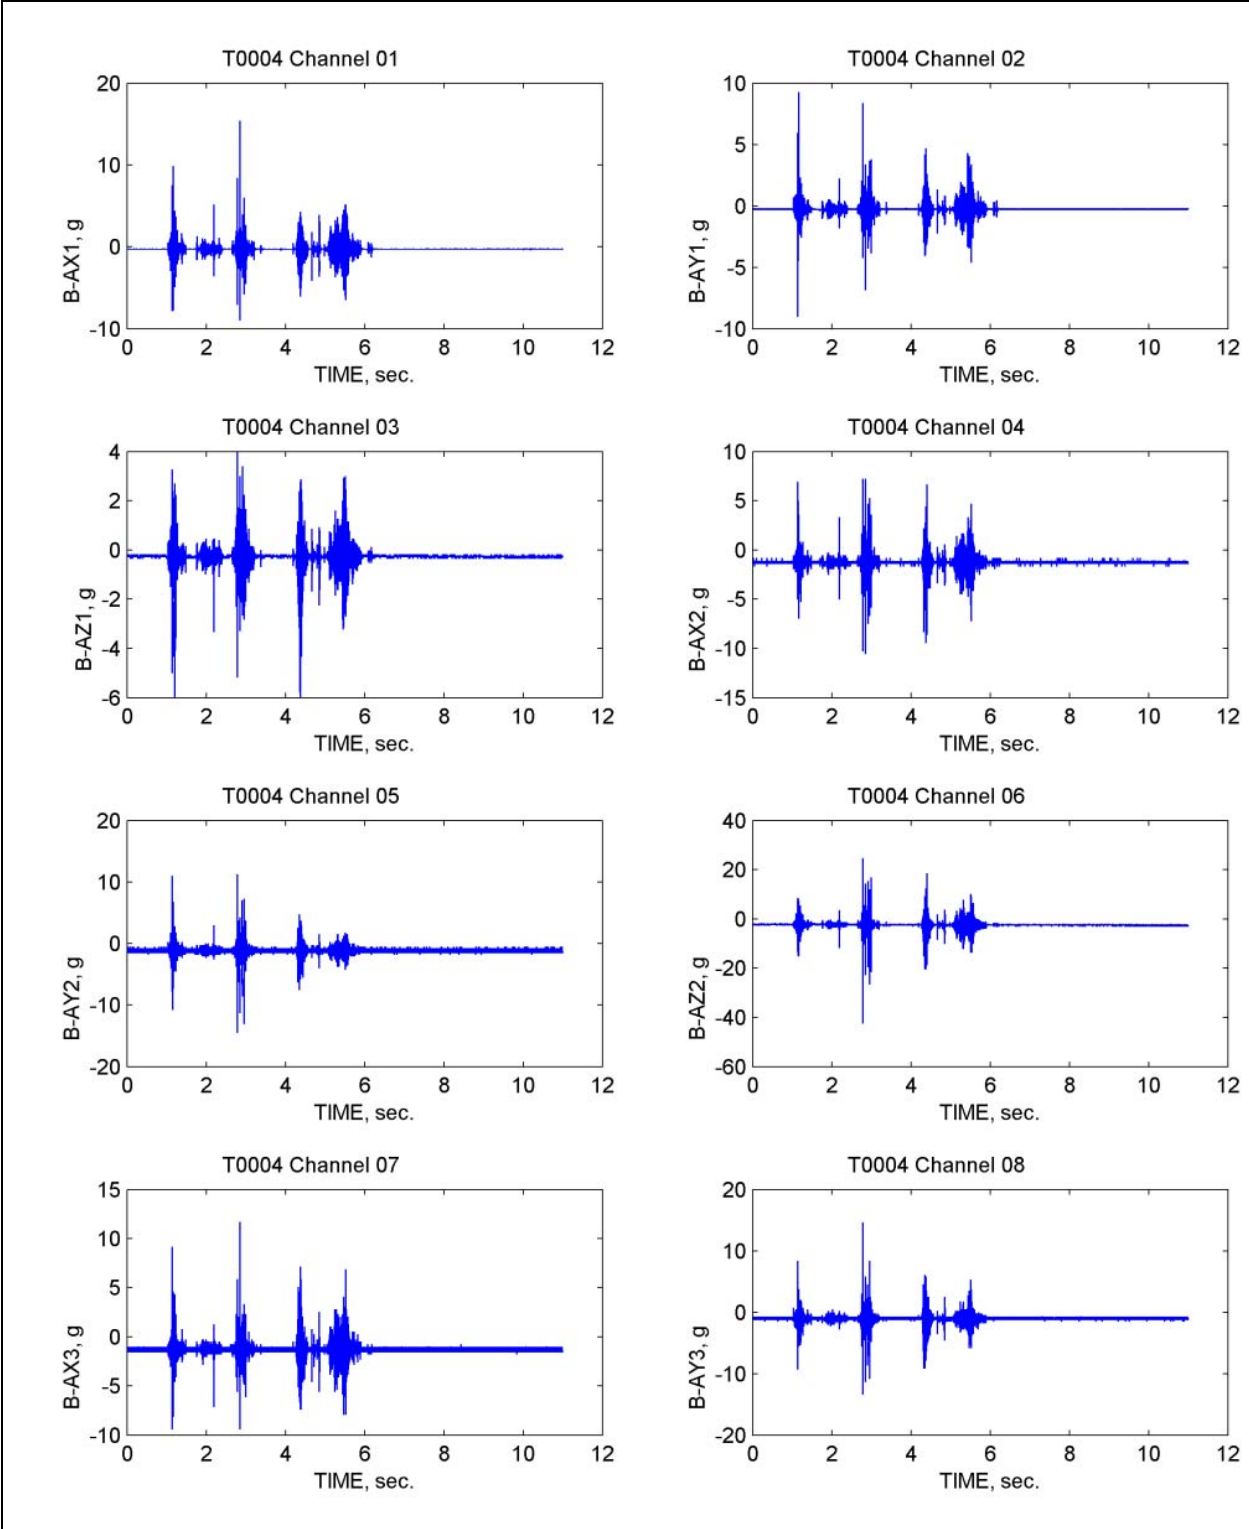 T0004 Channel 01
20
10
0
-10
B-AX1, g
0 2 4 6 8 10 12
TIME, sec.
T0004 Channel 02
10
5
0
-5
-10
B-AY1, g
0 2 4 6 8 10 12
TIME, sec.
T0004 Channel 03
4
2
0
-2
-4
-6
B-AZ1, g
0 2 4 6 8 10 12
TIME, sec.
T0004 Channel 04
10
5
0
-5
-10
-15
B-AX2, g
0 2 4 6 8 10 12
TIME, sec.
T0004 Channel 05
20
10
0
-10
-20
B-AY2, g
0 2 4 6 8 10 12
TIME, sec.
T0004 Channel 06
40
20
0
-20
-40
-60
B-AZ2, g
0 2 4 6 8 10 12
TIME, sec.
T0004 Channel 07
15
10
5
0
-5
-10
B-AX3, g
0 2 4 6 8 10 12
TIME, sec.
T0004 Channel 08
20
10
0
-10
-20
B-AY3, g
0 2 4 6 8 10 12
TIME, sec.